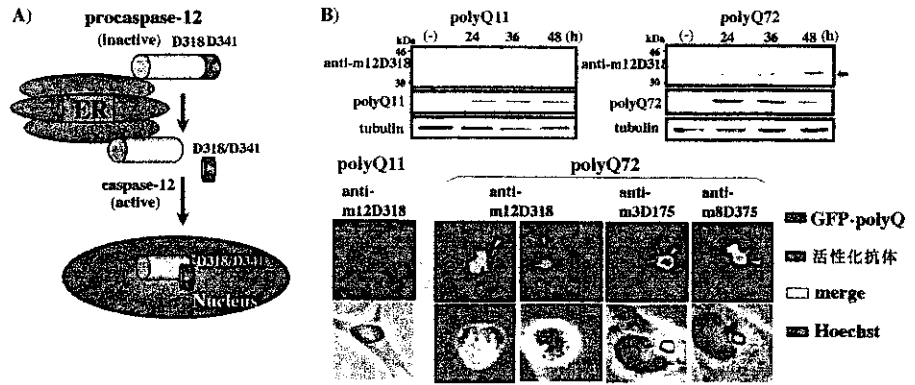 A)
procaspase-12
(inactive)
D318
D341
ER
D318/D341
caspase-12
(active)
D318/D341
Nucleus
B)
polyQ11
kDa
(-) 24 36 48 (h)
46
anti-m12D318
30
polyQ11
tubulin
polyQ72
kDa
(-) 24 36 48 (h)
46
anti-m12D318
30
polyQ72
tubulin
polyQ11
polyQ72
anti-
m12D318
anti-
m12D318
anti-
m3D175
anti-
m8D375
GFP-polyQ
活性化抗体
merge
Hoechst